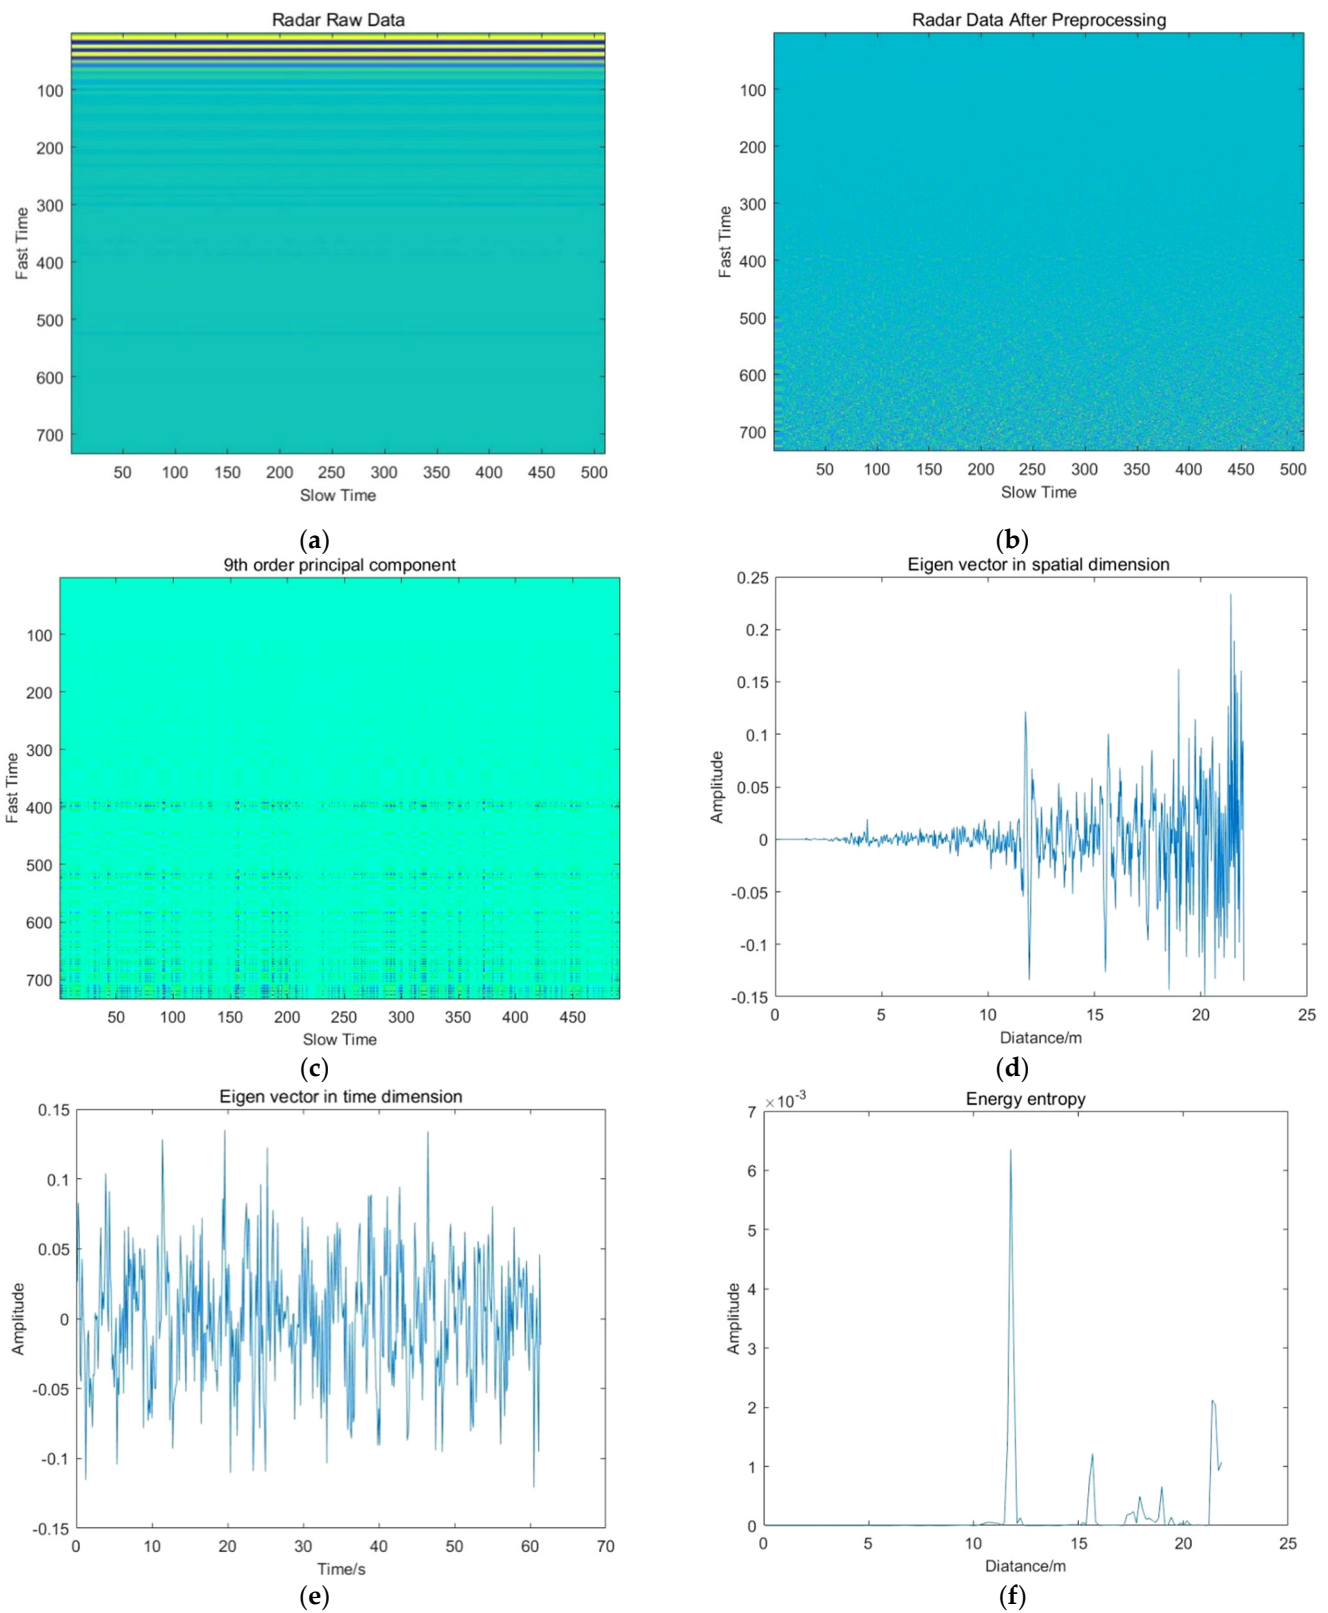 Radar Raw Data
100
200
300
400
500
600
700
Fast Time
50 100 150 200 250 300 350 400 450 500
Slow Time
(a)
Radar Data After Preprocessing
100
200
300
400
500
600
700
Fast Time
50 100 150 200 250 300 350 400 450 500
Slow Time
(b)
9th order principal component
100
200
300
400
500
600
700
Fast Time
50 100 150 200 250 300 350 400 450
Slow Time
(c)
Eigen vector in spatial dimension
0.25
0.2
0.15
0.1
0.05
0
-0.05
-0.1
-0.15
Amplitude
0 5 10 15 20 25
Diatance/m
(d)
Eigen vector in time dimension
0.15
0.1
0.05
0
-0.05
-0.1
-0.15
Amplitude
0 10 20 30 40 50 60 70
Time/s
(e)
Energy entropy
×10-3
7
6
5
4
3
2
1
0
Amplitude
0 5 10 15 20 25
Diatance/m
(f)